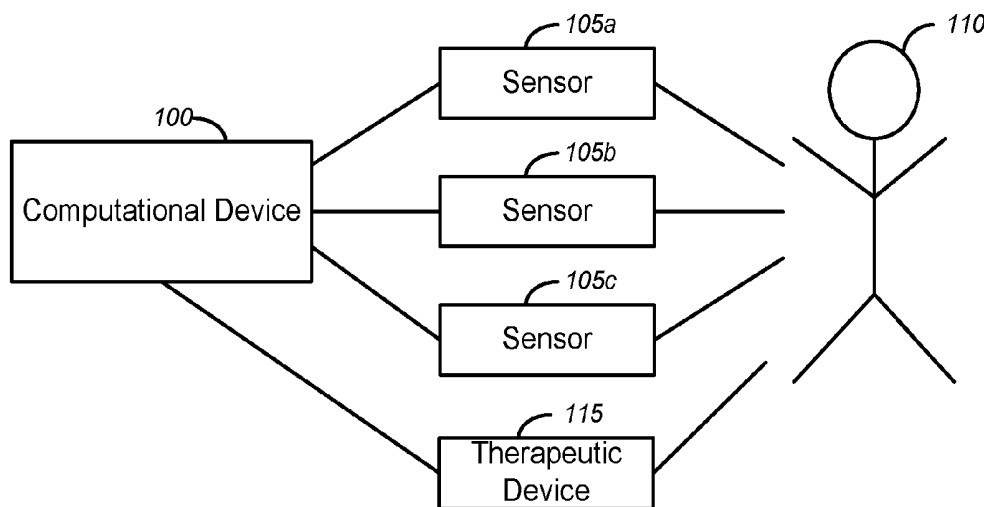 105a
110
Sensor
100
105b
Computational Device
Sensor
105c
Sensor
115
Therapeutic
Device